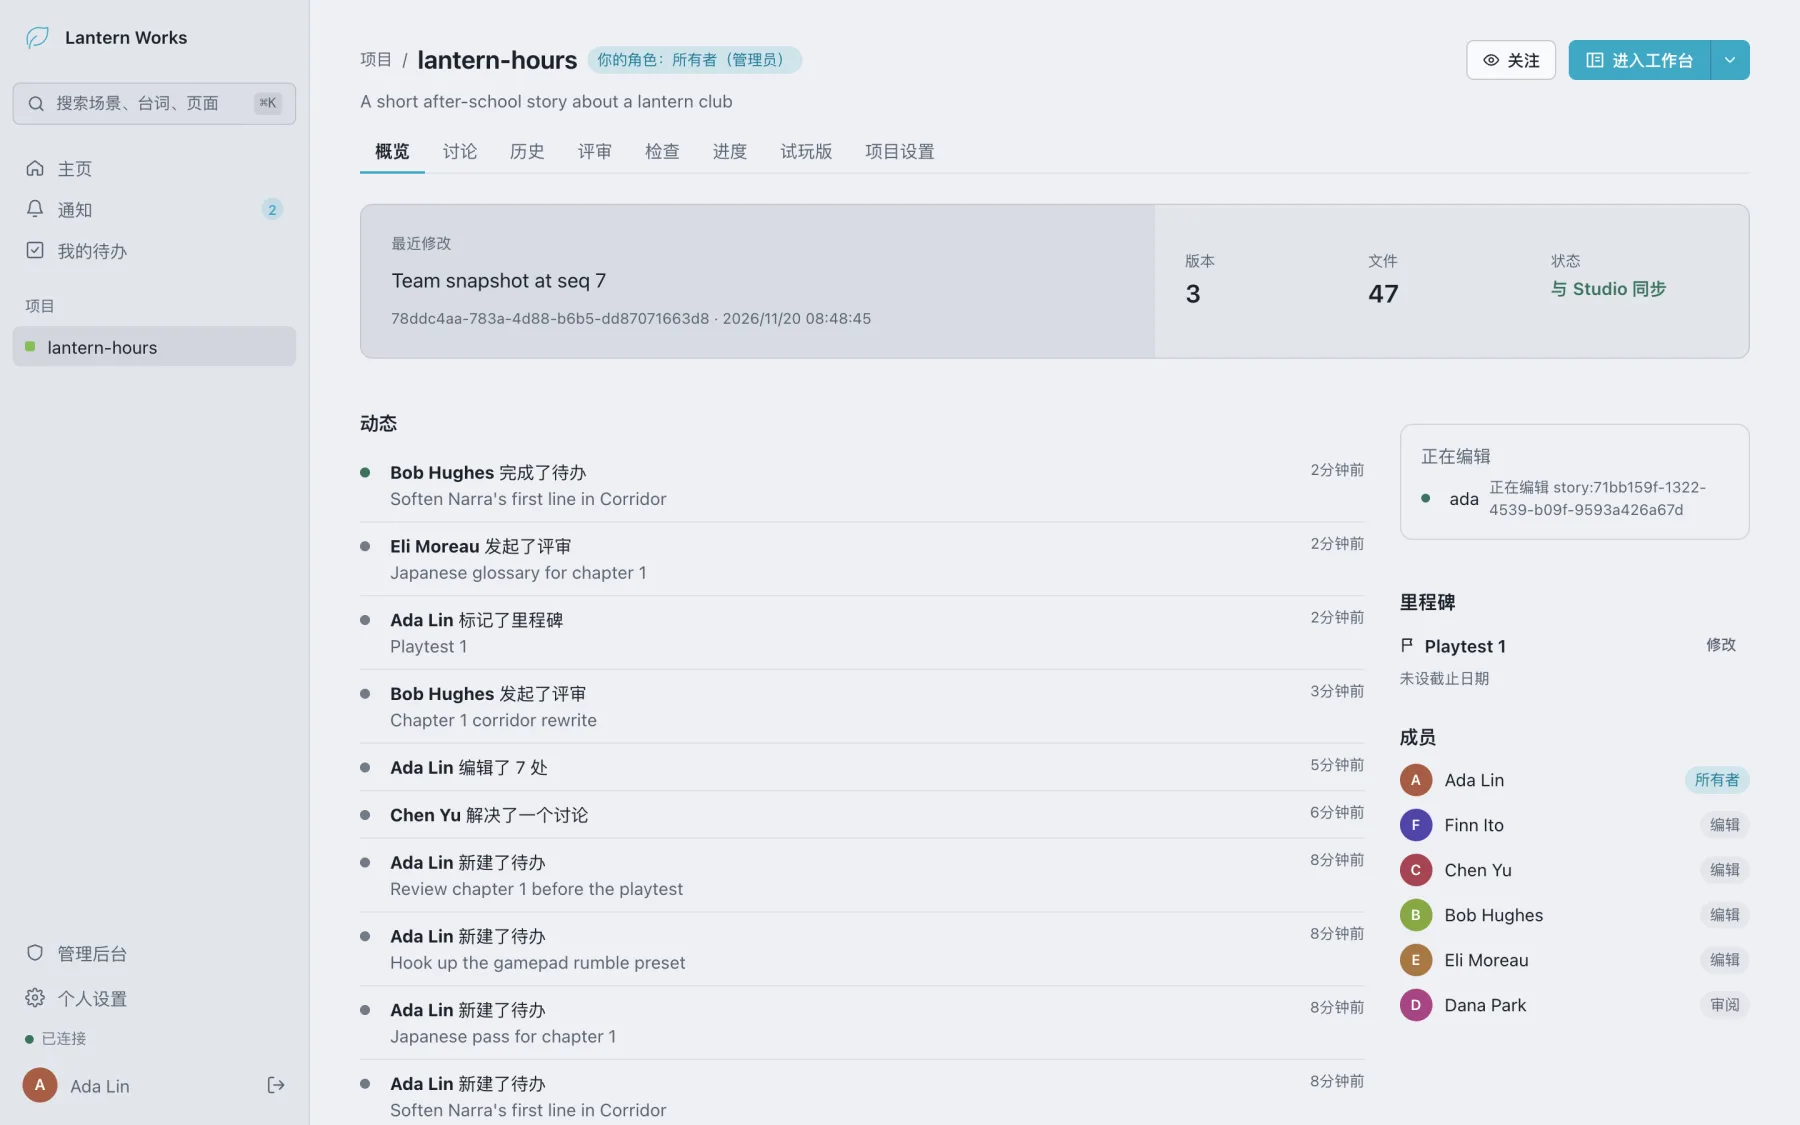 Lantern Works
搜索场景、台词、页面 ⌘K
主页
通知 2
我的待办
项目
lantern-hours
管理后台
个人设置
已连接
A Ada Lin
项目 / lantern-hours 你的角色：所有者（管理员）
关注 进入工作台
A short after-school story about a lantern club
概览 讨论 历史 评审 检查 进度 试玩版 项目设置
最近修改
Team snapshot at seq 7
78ddc4aa-783a-4d88-b6b5-dd87071663d8 · 2026/11/20 08:48:45
版本
3
文件
47
状态
与 Studio 同步
动态
Bob Hughes 完成了待办 2分钟前
Soften Narra's first line in Corridor
Eli Moreau 发起了评审 2分钟前
Japanese glossary for chapter 1
Ada Lin 标记了里程碑 2分钟前
Playtest 1
Bob Hughes 发起了评审 3分钟前
Chapter 1 corridor rewrite
Ada Lin 编辑了 7 处 5分钟前
Chen Yu 解决了一个讨论 6分钟前
Ada Lin 新建了待办 8分钟前
Review chapter 1 before the playtest
Ada Lin 新建了待办 8分钟前
Hook up the gamepad rumble preset
Ada Lin 新建了待办 8分钟前
Japanese pass for chapter 1
Ada Lin 新建了待办 8分钟前
Soften Narra's first line in Corridor
正在编辑
ada 正在编辑 story:71bb159f-1322-
4539-b09f-9593a426a67d
里程碑
Playtest 1 修改
未设截止日期
成员
A Ada Lin 所有者
F Finn Ito 编辑
C Chen Yu 编辑
B Bob Hughes 编辑
E Eli Moreau 编辑
D Dana Park 审阅